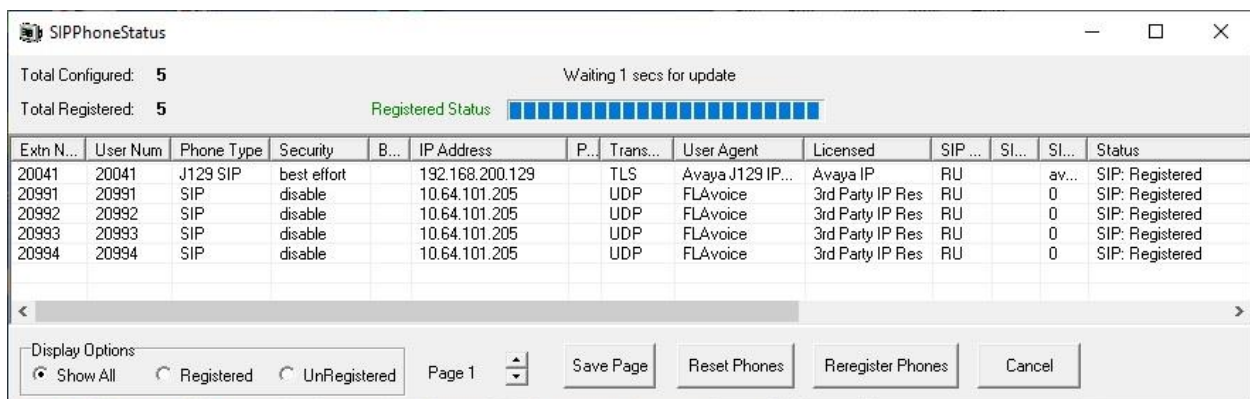 SIPPhoneStatus
Total Configured: 5 Waiting 1 secs for update
Total Registered: 5 Registered Status
Extn N... User Num Phone Type Security B... IP Address P... Trans... User Agent Licensed SIP ... SI... SI... Status
20041 20041 J129 SIP best effort 192.168.200.129 TLS Avaya J129 IP... Avaya IP RU av... SIP: Registered
20991 20991 SIP disable 10.64.101.205 UDP FLAvoice 3rd Party IP Res RU 0 SIP: Registered
20992 20992 SIP disable 10.64.101.205 UDP FLAvoice 3rd Party IP Res RU 0 SIP: Registered
20993 20993 SIP disable 10.64.101.205 UDP FLAvoice 3rd Party IP Res RU 0 SIP: Registered
20994 20994 SIP disable 10.64.101.205 UDP FLAvoice 3rd Party IP Res RU 0 SIP: Registered
Display Options
Show All Registered UnRegistered Page 1 Save Page Reset Phones Reregister Phones Cancel